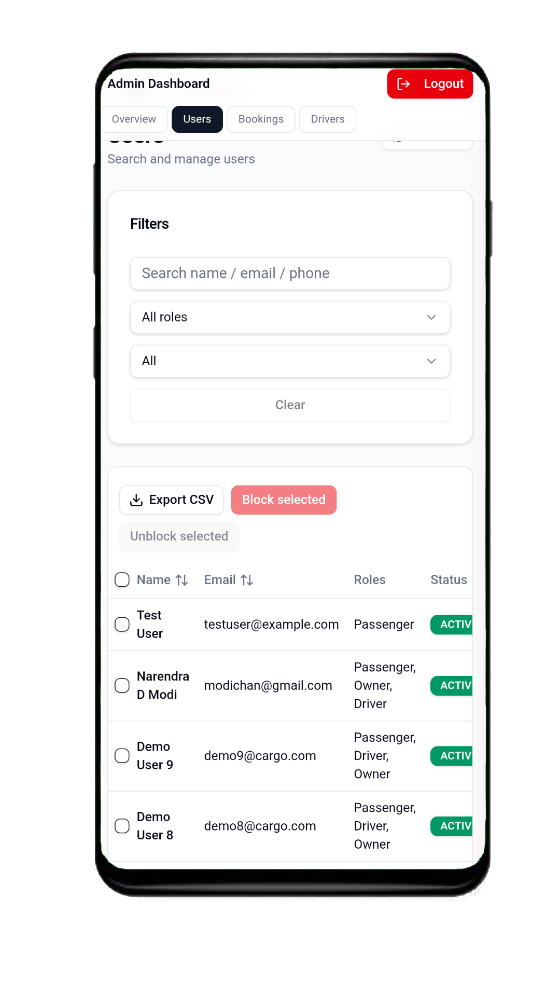 Admin Dashboard
Logout
Overview
Users
Bookings
Drivers
Users
Search and manage users
Filters
Search name / email / phone
All roles
All
Clear
Export CSV
Block selected
Unblock selected
Name Email Roles Status
Test User testuser@example.com Passenger ACTIV
Narendra D Modi modichan@gmail.com Passenger, Owner, Driver ACTIV
Demo User 9 demo9@cargo.com Passenger, Driver, Owner ACTIV
Demo User 8 demo8@cargo.com Passenger, Driver, Owner ACTIV